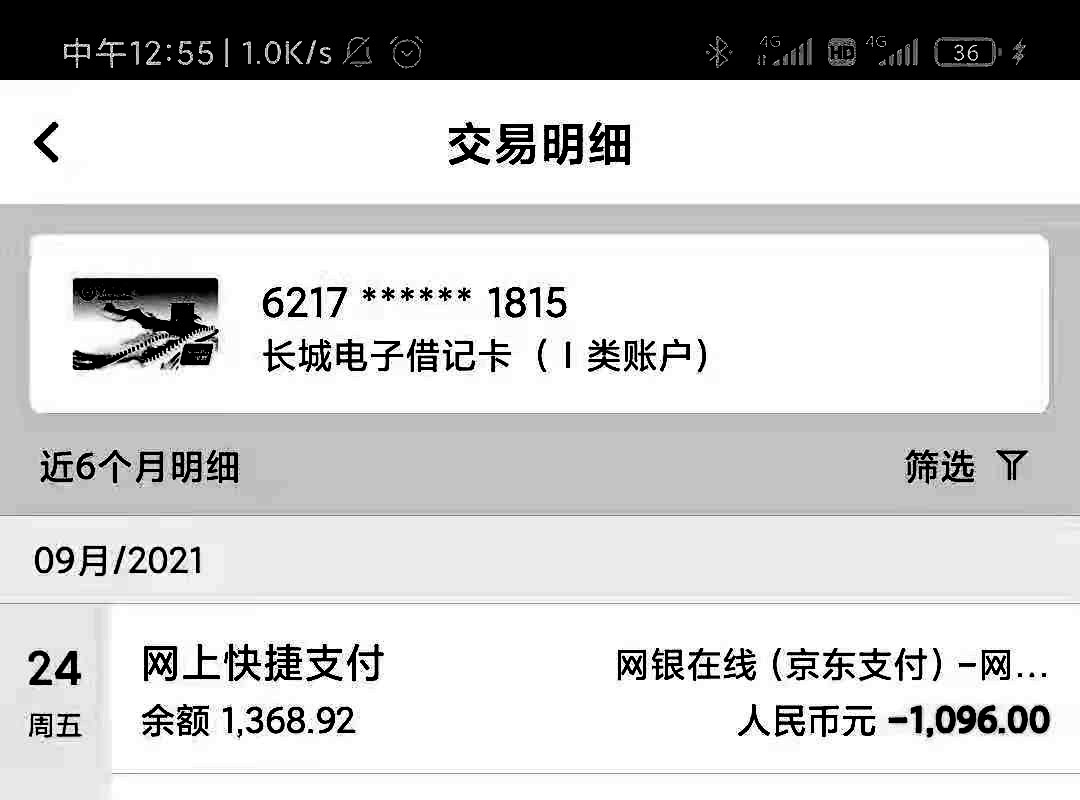 中午12:55 | 1.0K/s 4G HD 4G 36
交易明细
6217 ****** 1815
长城电子借记卡（I类账户）
近6个月明细 筛选
09月/2021
24 网上快捷支付 网银在线（京东支付）-网...
周五 余额 1,368.92 人民币元 -1,096.00